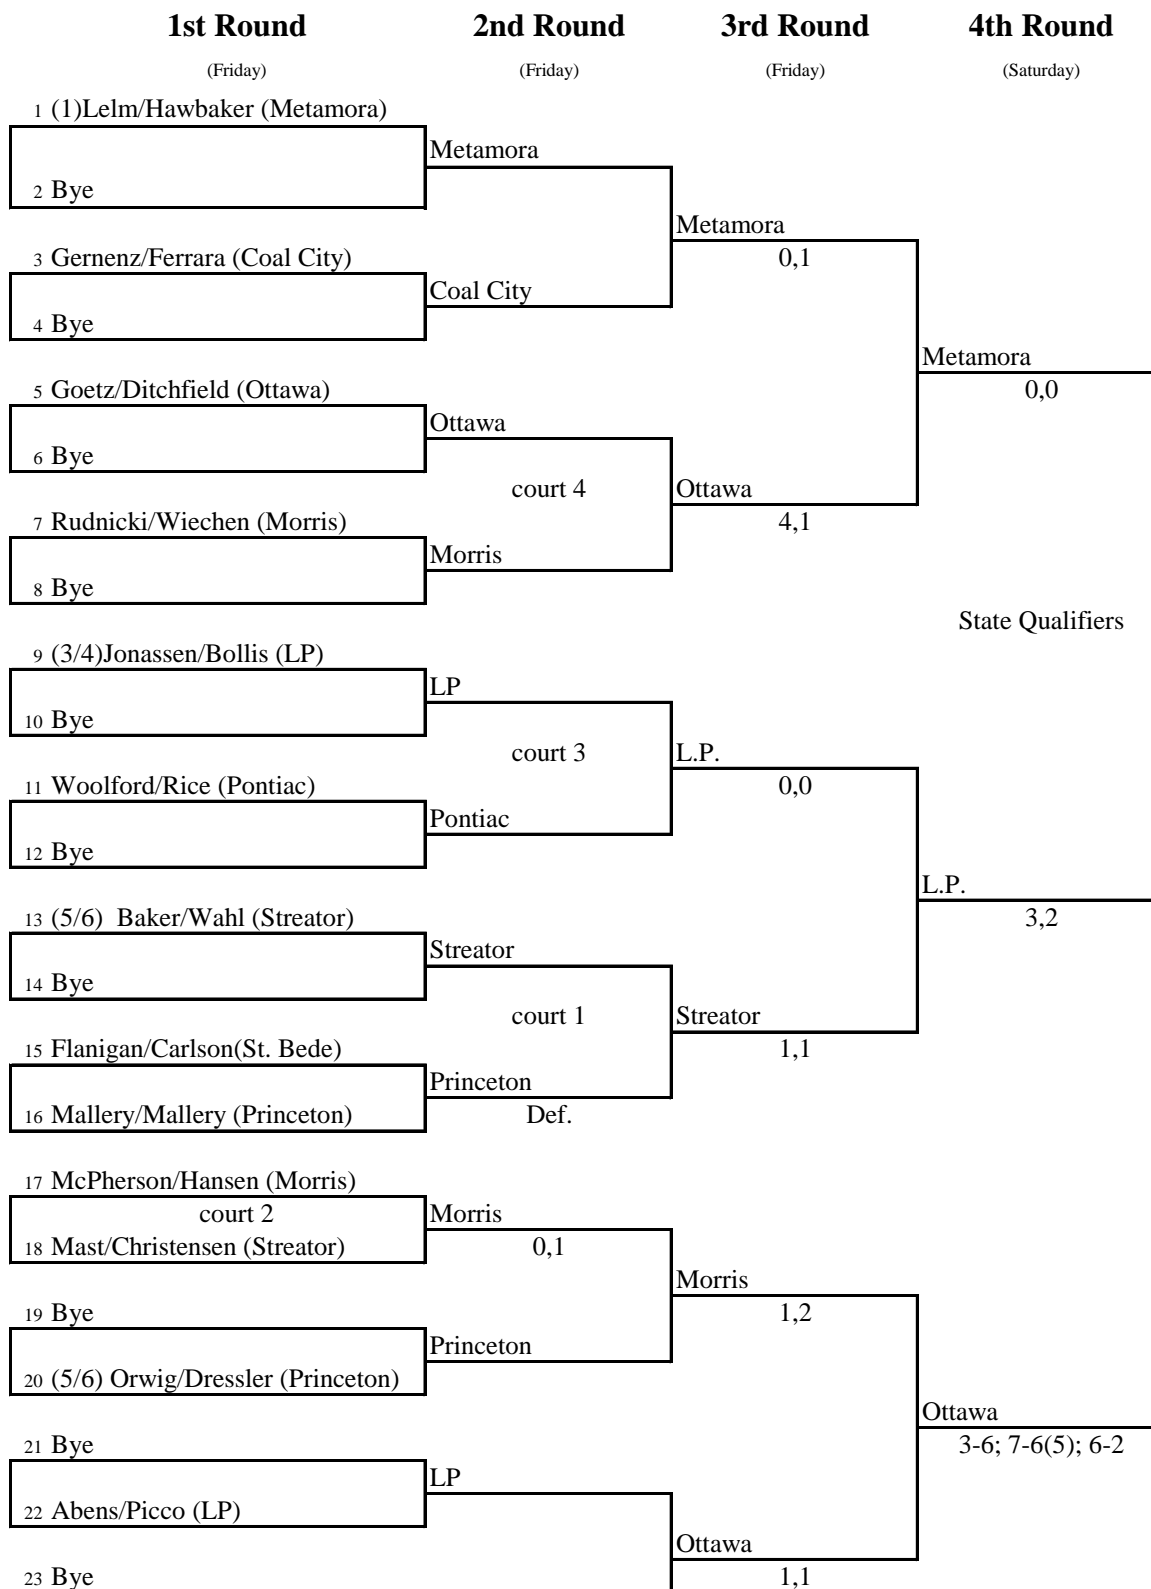 1st Round 2nd Round 3rd Round 4th Round
(Friday) (Friday) (Friday) (Saturday)
1 (1)Lelm/Hawbaker (Metamora)
Metamora
2 Bye
Metamora
3 Gernenz/Ferrara (Coal City) 0,1
Coal City
4 Bye
Metamora
5 Goetz/Ditchfield (Ottawa) 0,0
Ottawa
6 Bye
court 4 Ottawa
7 Rudnicki/Wiechen (Morris) 4,1
Morris
8 Bye
State Qualifiers
9 (3/4)Jonassen/Bollis (LP)
LP
10 Bye
court 3 L.P.
11 Woolford/Rice (Pontiac) 0,0
Pontiac
12 Bye
L.P.
13 (5/6) Baker/Wahl (Streator) 3,2
Streator
14 Bye
court 1 Streator
15 Flanigan/Carlson(St. Bede) 1,1
Princeton
16 Mallery/Mallery (Princeton) Def.
17 McPherson/Hansen (Morris)
court 2 Morris
18 Mast/Christensen (Streator) 0,1
Morris
19 Bye 1,2
Princeton
20 (5/6) Orwig/Dressler (Princeton)
Ottawa
21 Bye 3-6; 7-6(5); 6-2
LP
22 Abens/Picco (LP)
Ottawa
23 Bye 1,1